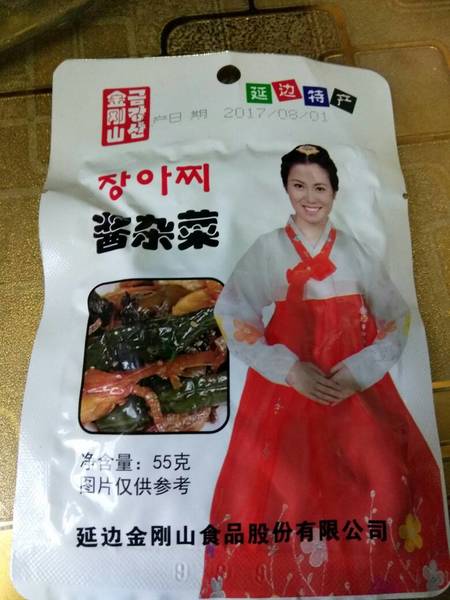 金刚山
금강산
延边特产
产日期 2017/08/01
장아찌
酱杂菜
净含量：55克
图片仅供参考
延边金刚山食品股份有限公司